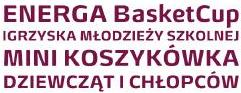 ENERGA BasketCup
IGRZYSKA MŁODZIEŻY SZKOLNEJ
MINI KOSZYKÓWKA
DZIEWCZĄT I CHŁOPCÓW